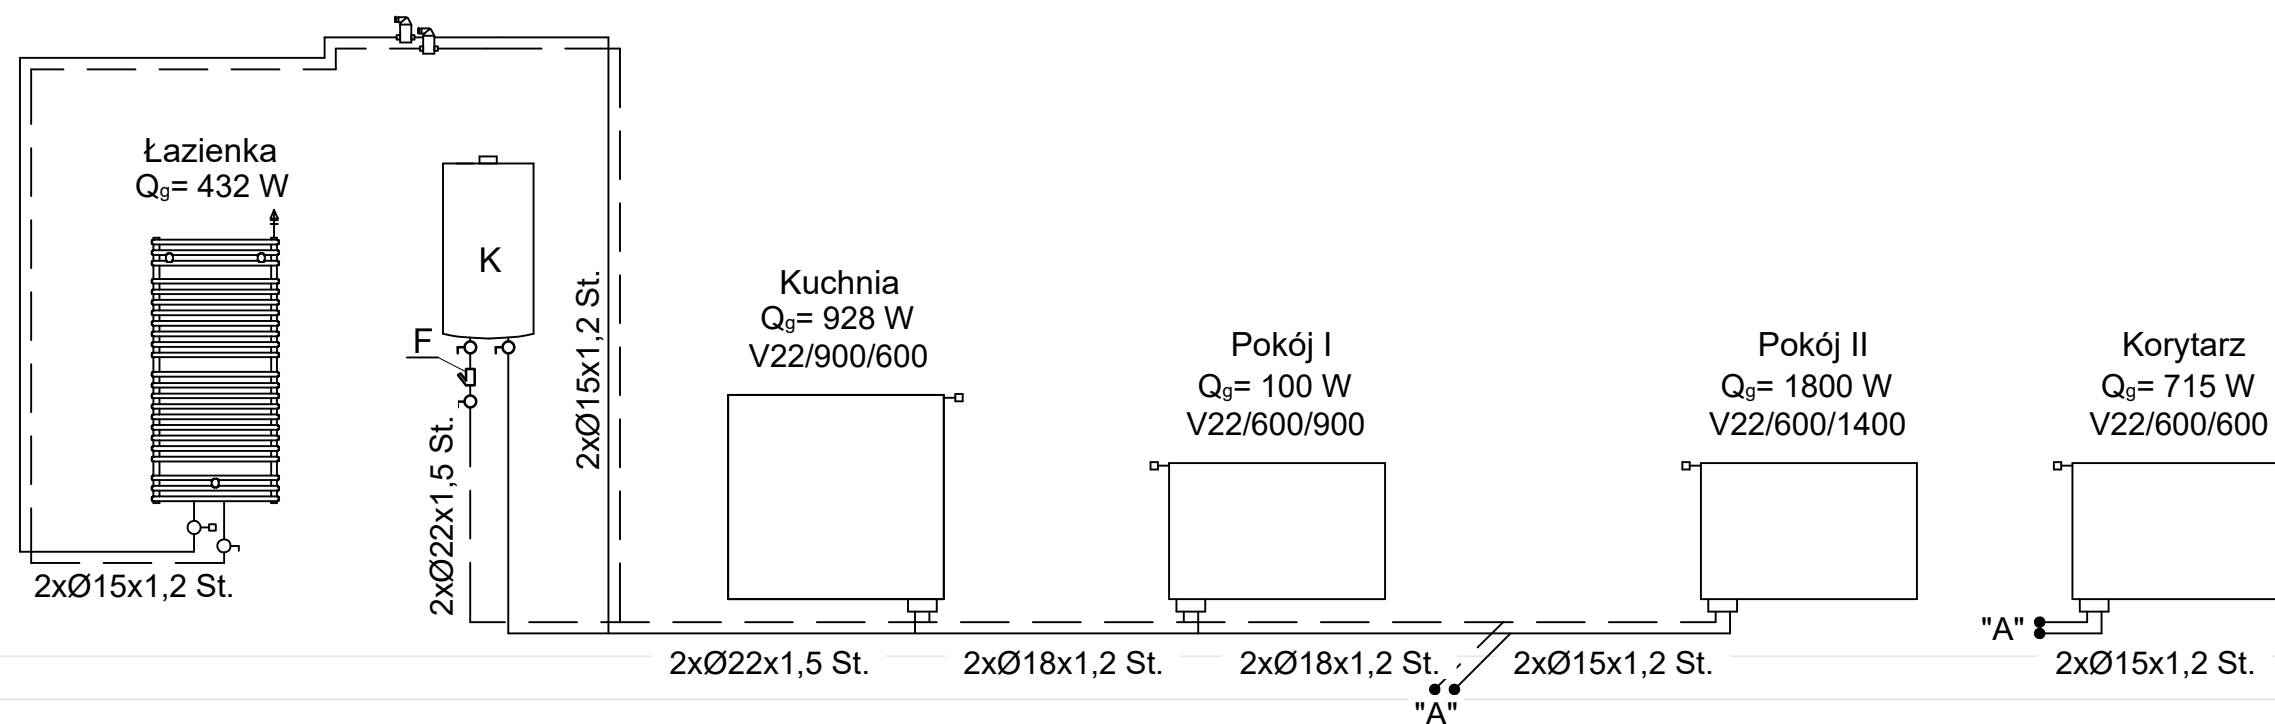 Łazienka
Qg= 432 W
2xØ15x1,2 St.
K
F
2xØ22x1,5 St.
2xØ15x1,2 St.
Kuchnia
Qg= 928 W
V22/900/600
Pokój I
Qg= 100 W
V22/600/900
Pokój II
Qg= 1800 W
V22/600/1400
Korytarz
Qg= 715 W
V22/600/600
2xØ22x1,5 St.
2xØ18x1,2 St.
2xØ18x1,2 St.
2xØ15x1,2 St.
"A"
"A"
2xØ15x1,2 St.